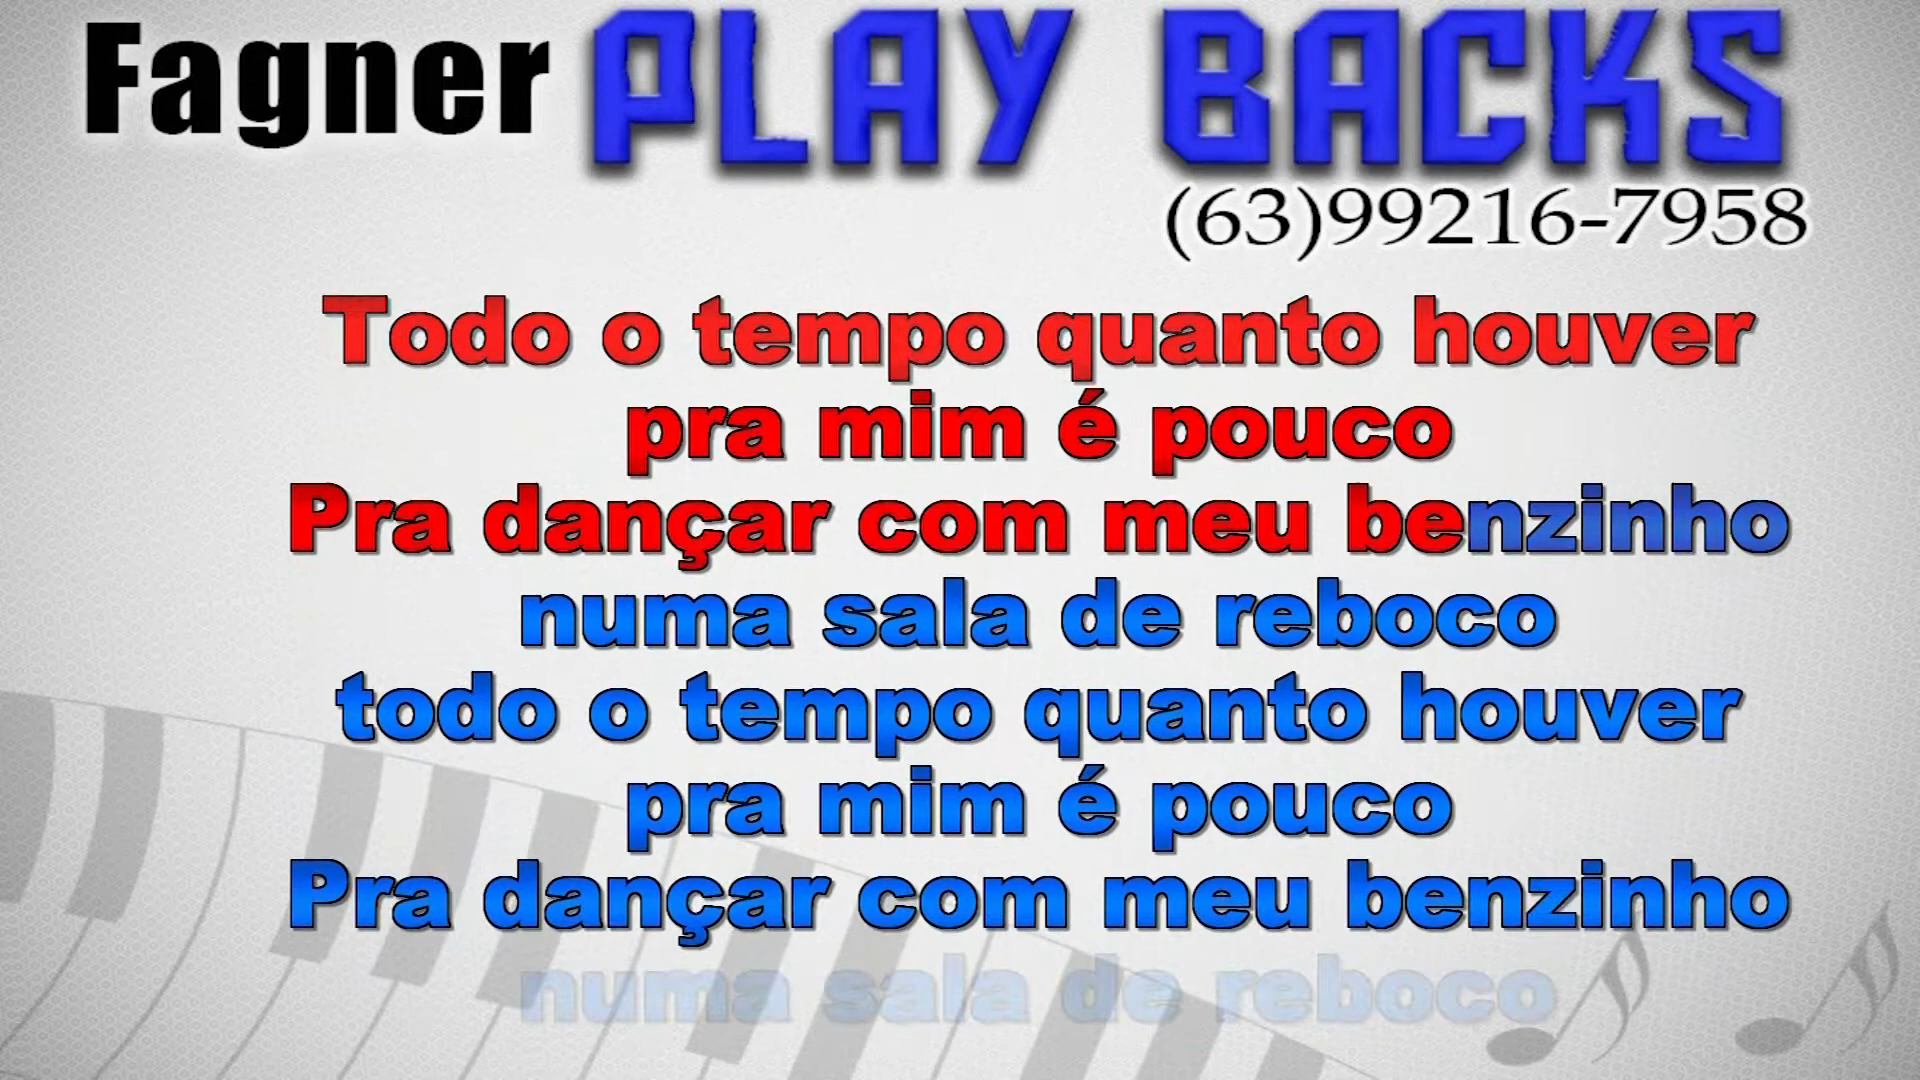 Fagner PLAY BACKS
(63)99216-7958
Todo o tempo quanto houver
pra mim é pouco
Pra dançar com meu benzinho
numa sala de reboco
todo o tempo quanto houver
pra mim é pouco
Pra dançar com meu benzinho
numa sala de reboco